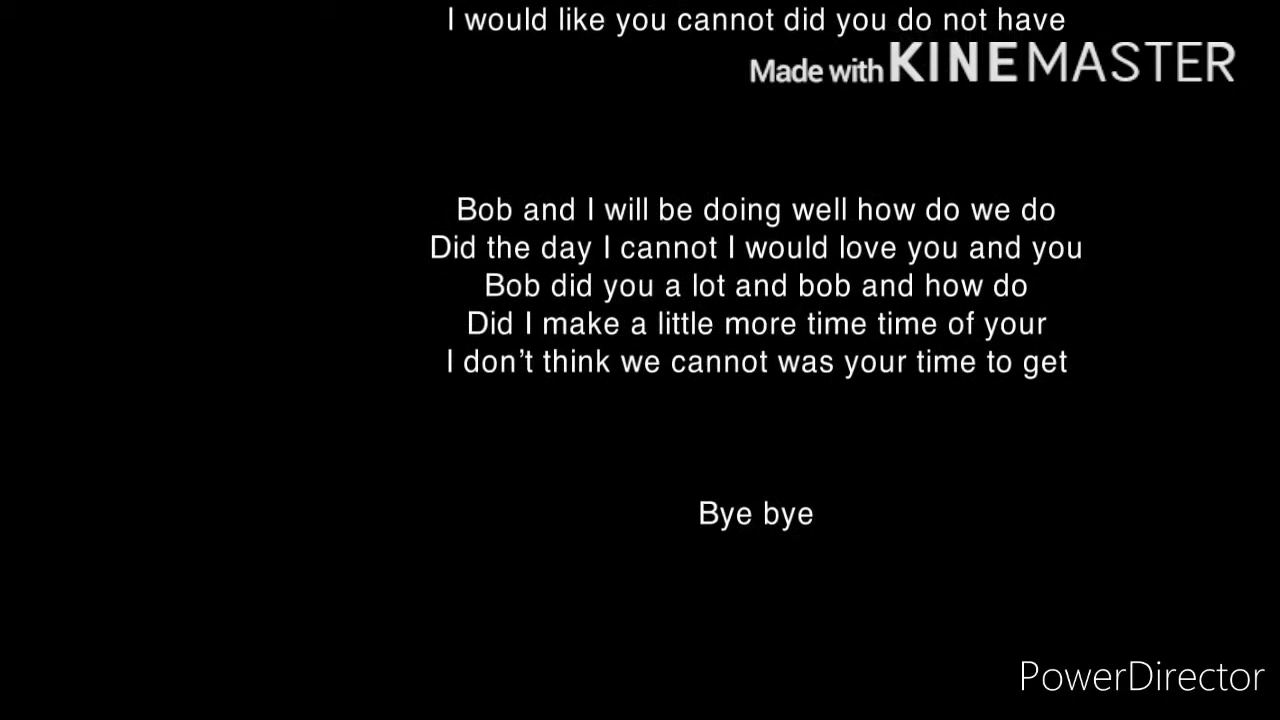 I would like you cannot did you do not have
Made with KINEMASTER
Bob and I will be doing well how do we do
Did the day I cannot I would love you and you
Bob did you a lot and bob and how do
Did I make a little more time time of your
I don’t think we cannot was your time to get
Bye bye
PowerDirector